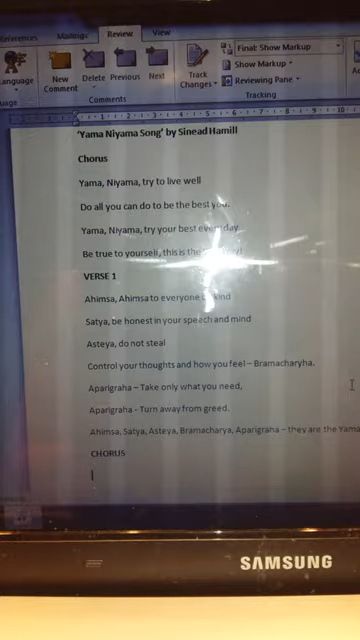 References Mailings Review View
Language
New Comment
Delete
Previous
Next
Track Changes
Final: Show Markup
Show Markup
Reviewing Pane
Comments
Tracking
'Yama Niyama Song' by Sinead Hamill
Chorus
Yama, Niyama, try to live well
Do all you can do to be the best you.
Yama, Niyama, try your best everyday
Be true to yourself, this is the
VERSE 1
Ahimsa, Ahimsa to everyone be kind
Satya, be honest in your speech and mind
Asteya, do not steal
Control your thoughts and how you feel – Bramacharyha.
Aparigraha – Take only what you need,
Aparigraha - Turn away from greed.
Ahimsa, Satya, Asteya, Bramacharya, Aparigraha – they are the Yama
CHORUS
SAMSUNG